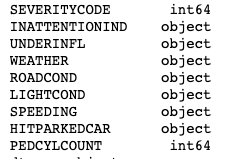 SEVERITYCODE int64
INATTENTIONIND object
UNDERINFL object
WEATHER object
ROADCOND object
LIGHTCOND object
SPEEDING object
HITPARKEDCAR object
PEDCYLCOUNT int64